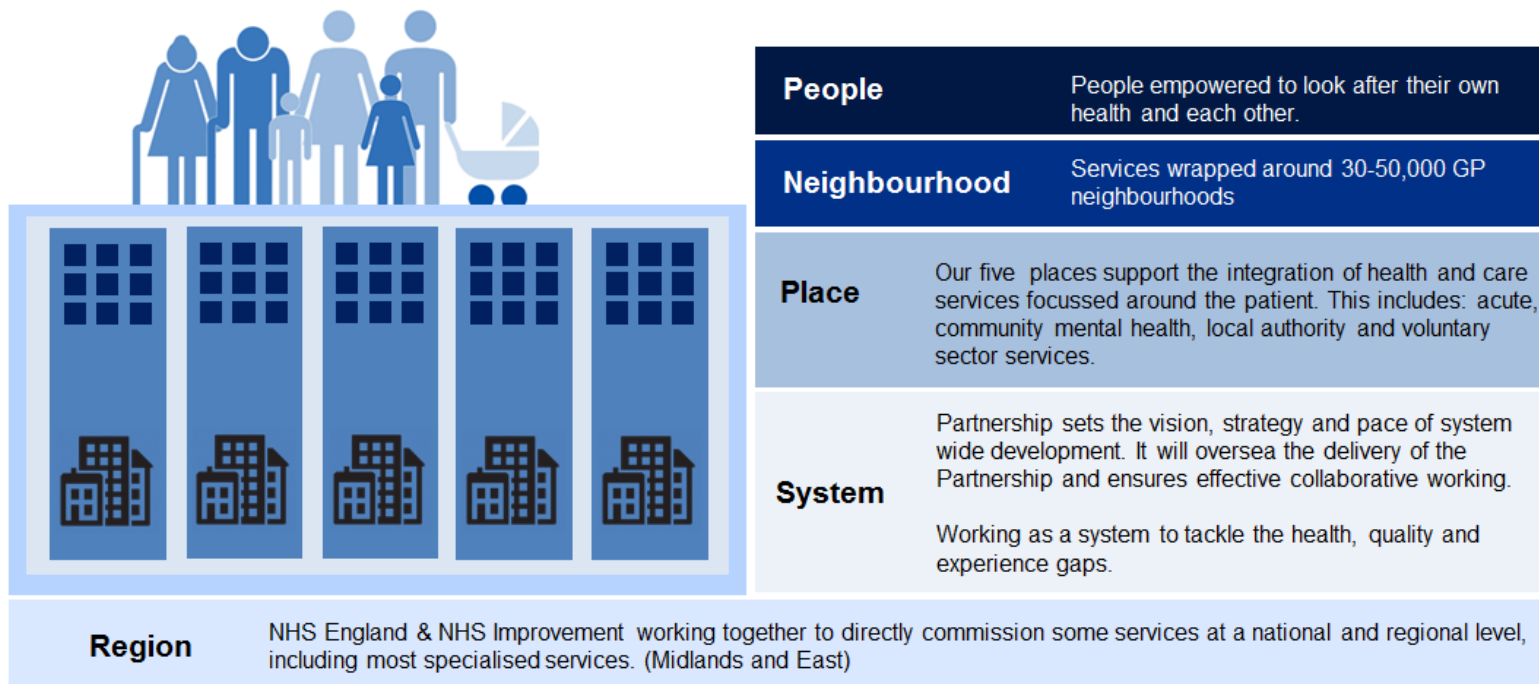 People
People empowered to look after their own
health and each other.
Neighbourhood
Services wrapped around 30-50,000 GP
neighbourhoods
Place
Our five places support the integration of health and care
services focussed around the patient. This includes: acute,
community mental health, local authority and voluntary
sector services.
System
Partnership sets the vision, strategy and pace of system
wide development. It will oversea the delivery of the
Partnership and ensures effective collaborative working.
Working as a system to tackle the health, quality and
experience gaps.
Region
NHS England & NHS Improvement working together to directly commission some services at a national and regional level,
including most specialised services. (Midlands and East)